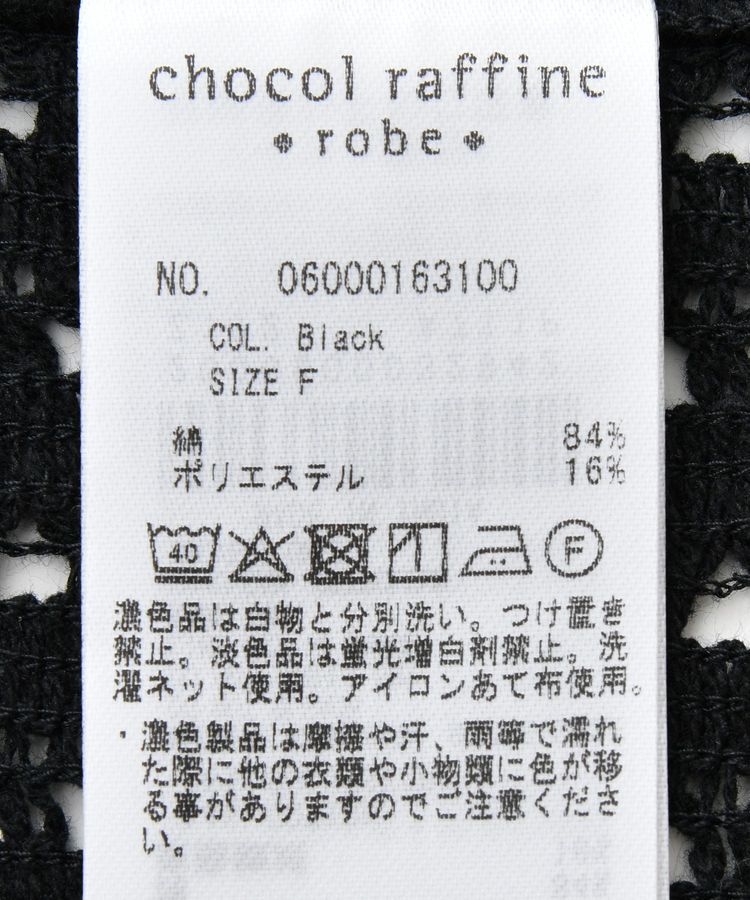 chocol raffine
robe
NO. 06000163100
COL. Black
SIZE F
綿 84%
ポリエステル 16%
40 F
濃色品は白物と分別洗い。つけ置き
禁止。淡色品は蛍光増白剤禁止。洗
濯ネット使用。アイロンあて布使用。
・濃色製品は摩擦や汗、雨等で濡れ
た際に他の衣類や小物類に色が移
る事がありますのでご注意くださ
い。